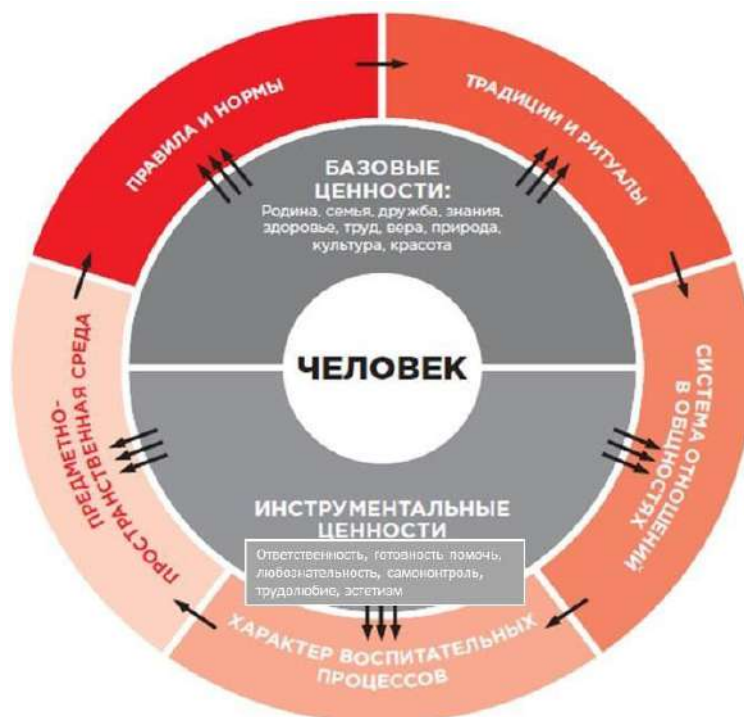 ПРАВИЛА И НОРМЫ
ТРАДИЦИИ И РИТУАЛЫ
БАЗОВЫЕ
ЦЕННОСТИ:
Родина, семья, дружба, знания,
здоровье, труд, вера, природа,
культура, красота
ЧЕЛОВЕК
ПРЕДМЕТНО-
ПРОСТРАНСТВЕННАЯ СРЕДА
СИСТЕМА ОТНОШЕНИЙ
В ОБЩНОСТЯХ
ИНСТРУМЕНТАЛЬНЫЕ
ЦЕННОСТИ
Ответственность, готовность помочь,
любознательность, самоконтроль,
трудолюбие, эстетизм
ХАРАКТЕР ВОСПИТАТЕЛЬНЫХ
ПРОЦЕССОВ